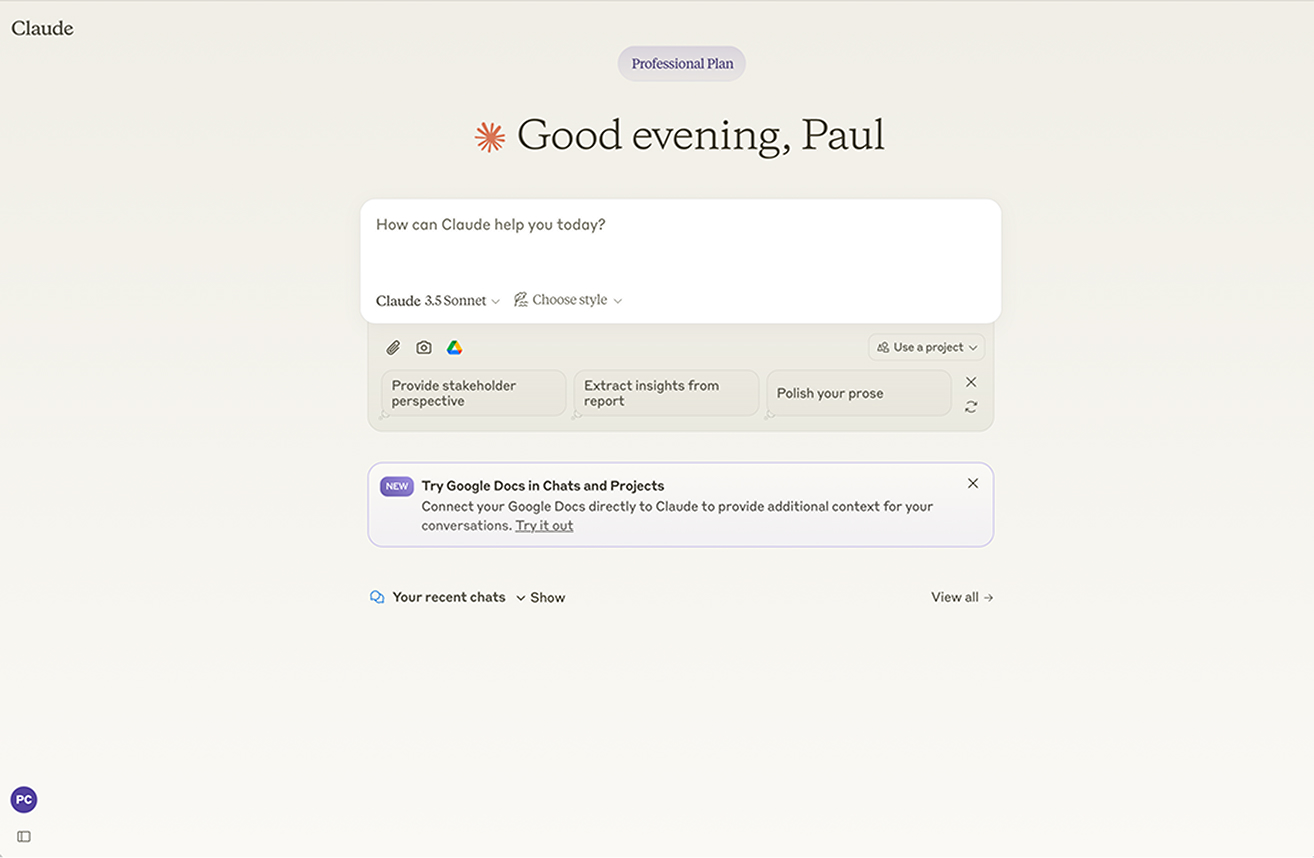 Claude
Professional Plan
Good evening, Paul
How can Claude help you today?
Claude 3.5 Sonnet
Choose style
Use a project
Provide stakeholder
perspective
Extract insights from
report
Polish your prose
NEW
Try Google Docs in Chats and Projects
Connect your Google Docs directly to Claude to provide additional context for your
conversations. Try it out
Your recent chats
Show
View all →
PC